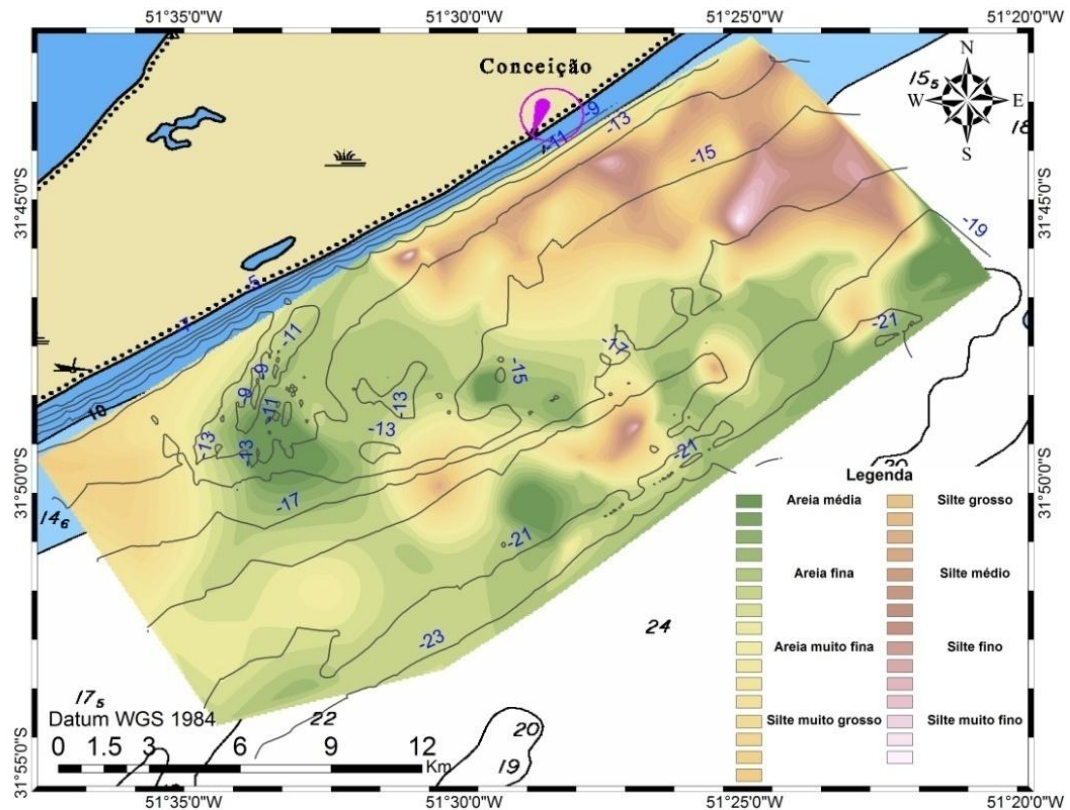 51°35'0"W 51°30'0"W 51°25'0"W 51°20'0"W
Conceição
15₅
N
W E
S
18
-9
-13
-11
-15
31°45'0"S 31°45'0"S
-19
-5
-7
-11
-21
-17
-9
-15
-9
-13
-11
10
-13
-13
-13
-21
20
31°50'0"S 31°50'0"S
-17
14₆
-21
24
-23
Legenda
Areia média Silte grosso
Areia fina Silte médio
Areia muito fina Silte fino
Silte muito grosso Silte muito fino
17₅
Datum WGS 1984
22
20
19
0 1.5 3 6 9 12
Km
31°55'0"S 31°55'0"S
51°35'0"W 51°30'0"W 51°25'0"W 51°20'0"W